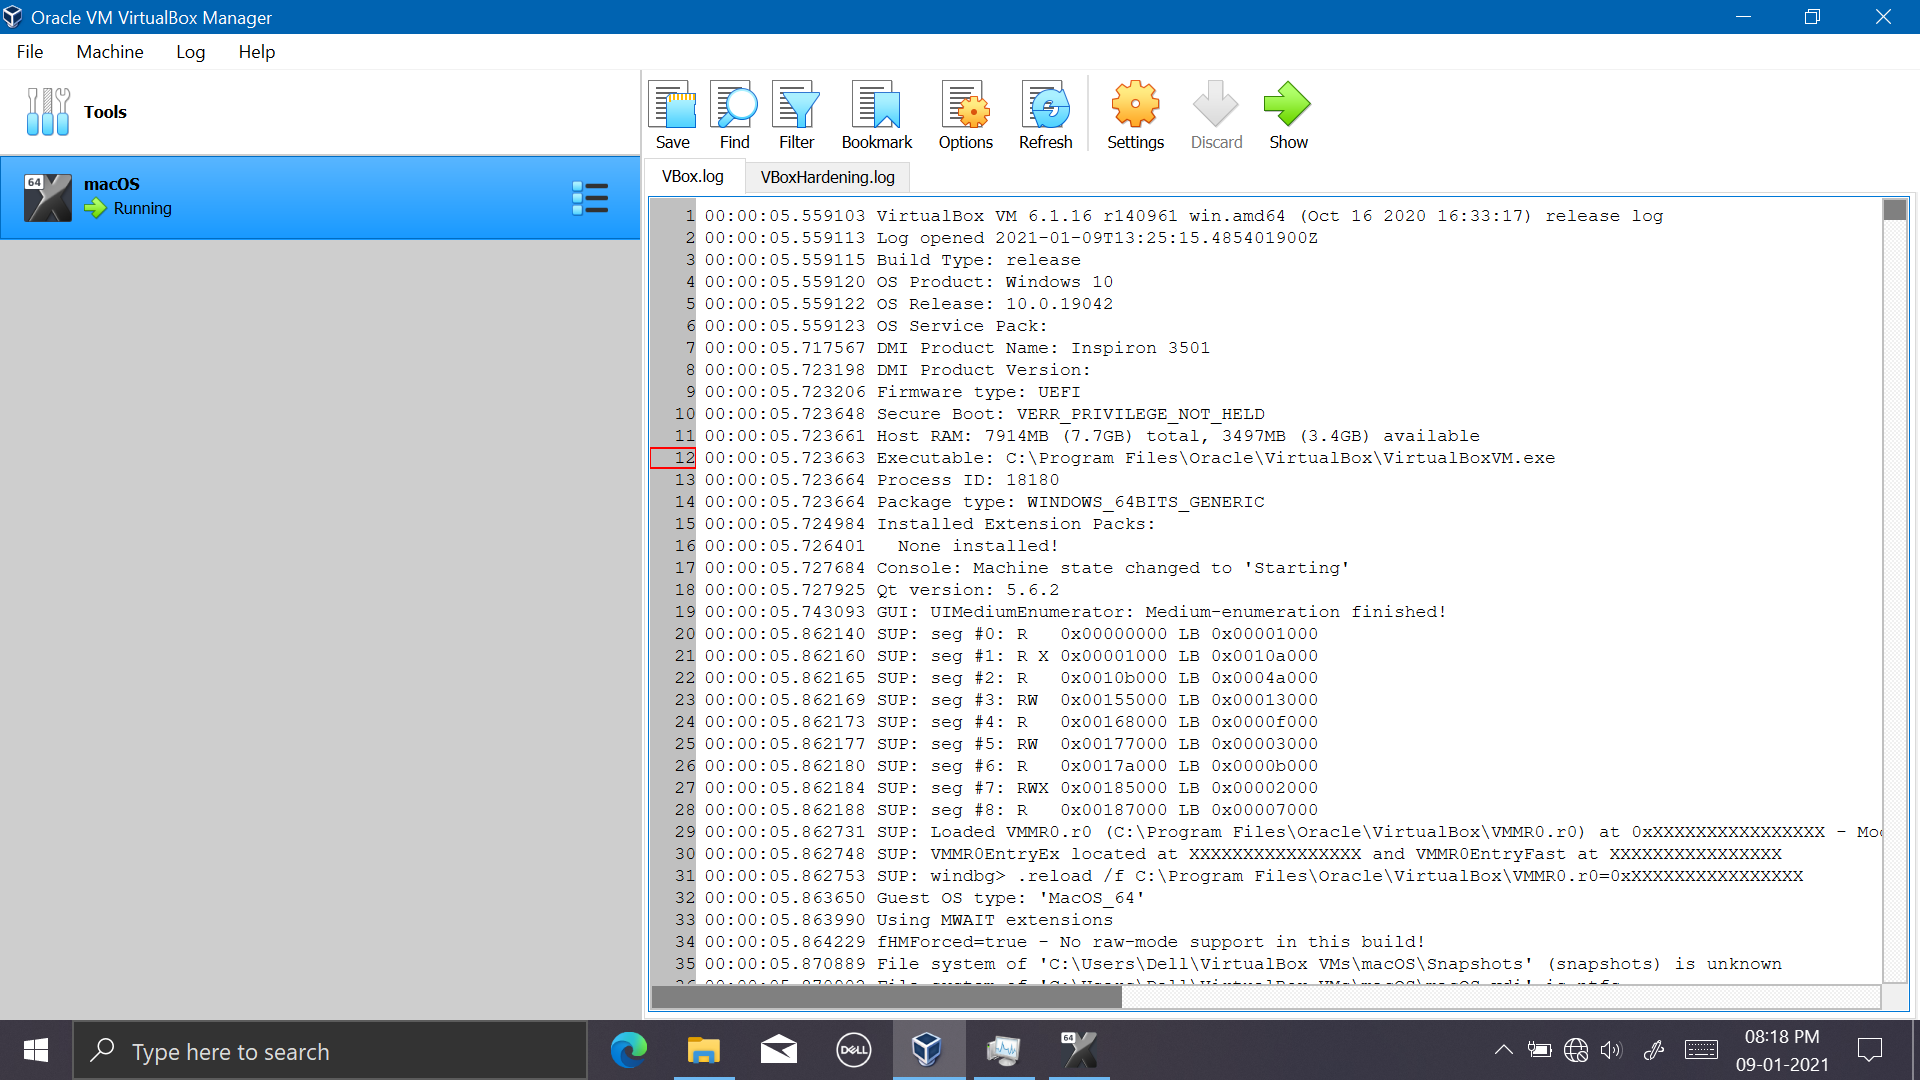 Oracle VM VirtualBox Manager
File Machine Log Help
Tools
64 macOS
Running
Save Find Filter Bookmark Options Refresh Settings Discard Show
VBox.log VBoxHardening.log
1 00:00:05.559103 VirtualBox VM 6.1.16 r140961 win.amd64 (Oct 16 2020 16:33:17) release log
2 00:00:05.559113 Log opened 2021-01-09T13:25:15.485401900Z
3 00:00:05.559115 Build Type: release
4 00:00:05.559120 OS Product: Windows 10
5 00:00:05.559122 OS Release: 10.0.19042
6 00:00:05.559123 OS Service Pack:
7 00:00:05.717567 DMI Product Name: Inspiron 3501
8 00:00:05.723198 DMI Product Version:
9 00:00:05.723206 Firmware type: UEFI
10 00:00:05.723648 Secure Boot: VERR_PRIVILEGE_NOT_HELD
11 00:00:05.723661 Host RAM: 7914MB (7.7GB) total, 3497MB (3.4GB) available
12 00:00:05.723663 Executable: C:\Program Files\Oracle\VirtualBox\VirtualBoxVM.exe
13 00:00:05.723664 Process ID: 18180
14 00:00:05.723664 Package type: WINDOWS_64BITS_GENERIC
15 00:00:05.724984 Installed Extension Packs:
16 00:00:05.726401   None installed!
17 00:00:05.727684 Console: Machine state changed to 'Starting'
18 00:00:05.727925 Qt version: 5.6.2
19 00:00:05.743093 GUI: UIMediumEnumerator: Medium-enumeration finished!
20 00:00:05.862140 SUP: seg #0: R   0x00000000 LB 0x00001000
21 00:00:05.862160 SUP: seg #1: R X 0x00001000 LB 0x0010a000
22 00:00:05.862165 SUP: seg #2: R   0x0010b000 LB 0x0004a000
23 00:00:05.862169 SUP: seg #3: RW  0x00155000 LB 0x00013000
24 00:00:05.862173 SUP: seg #4: R   0x00168000 LB 0x0000f000
25 00:00:05.862177 SUP: seg #5: RW  0x00177000 LB 0x00003000
26 00:00:05.862180 SUP: seg #6: R   0x0017a000 LB 0x0000b000
27 00:00:05.862184 SUP: seg #7: RWX 0x00185000 LB 0x00002000
28 00:00:05.862188 SUP: seg #8: R   0x00187000 LB 0x00007000
29 00:00:05.862731 SUP: Loaded VMMR0.r0 (C:\Program Files\Oracle\VirtualBox\VMMR0.r0) at 0xXXXXXXXXXXXXXXXX - Mo
30 00:00:05.862748 SUP: VMMR0EntryEx located at XXXXXXXXXXXXXXXX and VMMR0EntryFast at XXXXXXXXXXXXXXXX
31 00:00:05.862753 SUP: windbg> .reload /f C:\Program Files\Oracle\VirtualBox\VMMR0.r0=0xXXXXXXXXXXXXXXXX
32 00:00:05.863650 Guest OS type: 'MacOS_64'
33 00:00:05.863990 Using MWAIT extensions
34 00:00:05.864229 fHMForced=true - No raw-mode support in this build!
35 00:00:05.870889 File system of 'C:\Users\Dell\VirtualBox VMs\macOS\Snapshots' (snapshots) is unknown
Type here to search
DELL
64
08:18 PM
09-01-2021